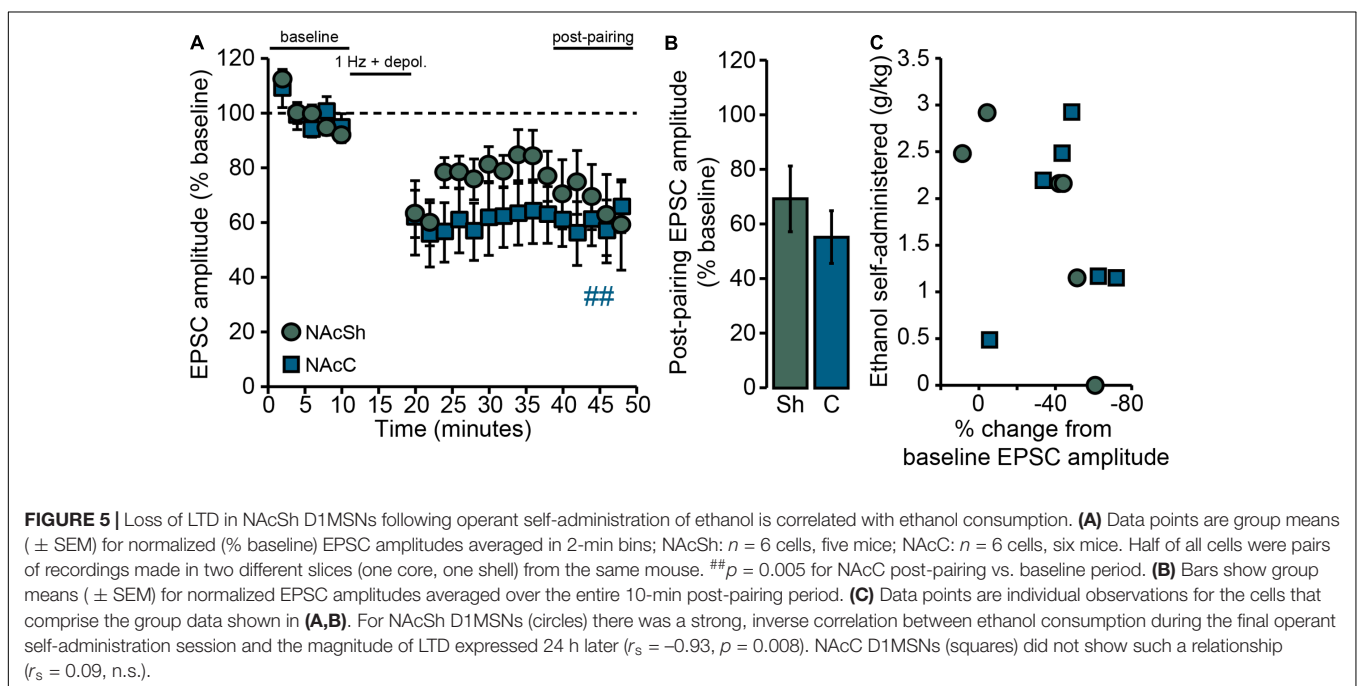 A
baseline
1 Hz + depol.
post-pairing
EPSC amplitude (% baseline)
120
100
80
60
40
20
0
##
NAcSh
NAcC
0 5 10 15 20 25 30 35 40 45 50
Time (minutes)
B
Post-pairing EPSC amplitude
(% baseline)
120
100
80
60
40
20
0
Sh C
C
Ethanol self-administered (g/kg)
3.5
3
2.5
2
1.5
1
0.5
0
0 -40 -80
% change from
baseline EPSC amplitude
FIGURE 5 | Loss of LTD in NAcSh D1MSNs following operant self-administration of ethanol is correlated with ethanol consumption. (A) Data points are group means
( ± SEM) for normalized (% baseline) EPSC amplitudes averaged in 2-min bins; NAcSh: n = 6 cells, five mice; NAcC: n = 6 cells, six mice. Half of all cells were pairs
of recordings made in two different slices (one core, one shell) from the same mouse. ##p = 0.005 for NAcC post-pairing vs. baseline period. (B) Bars show group
means ( ± SEM) for normalized EPSC amplitudes averaged over the entire 10-min post-pairing period. (C) Data points are individual observations for the cells that
comprise the group data shown in (A,B). For NAcSh D1MSNs (circles) there was a strong, inverse correlation between ethanol consumption during the final operant
self-administration session and the magnitude of LTD expressed 24 h later (rs = –0.93, p = 0.008). NAcC D1MSNs (squares) did not show such a relationship
(rs = 0.09, n.s.).